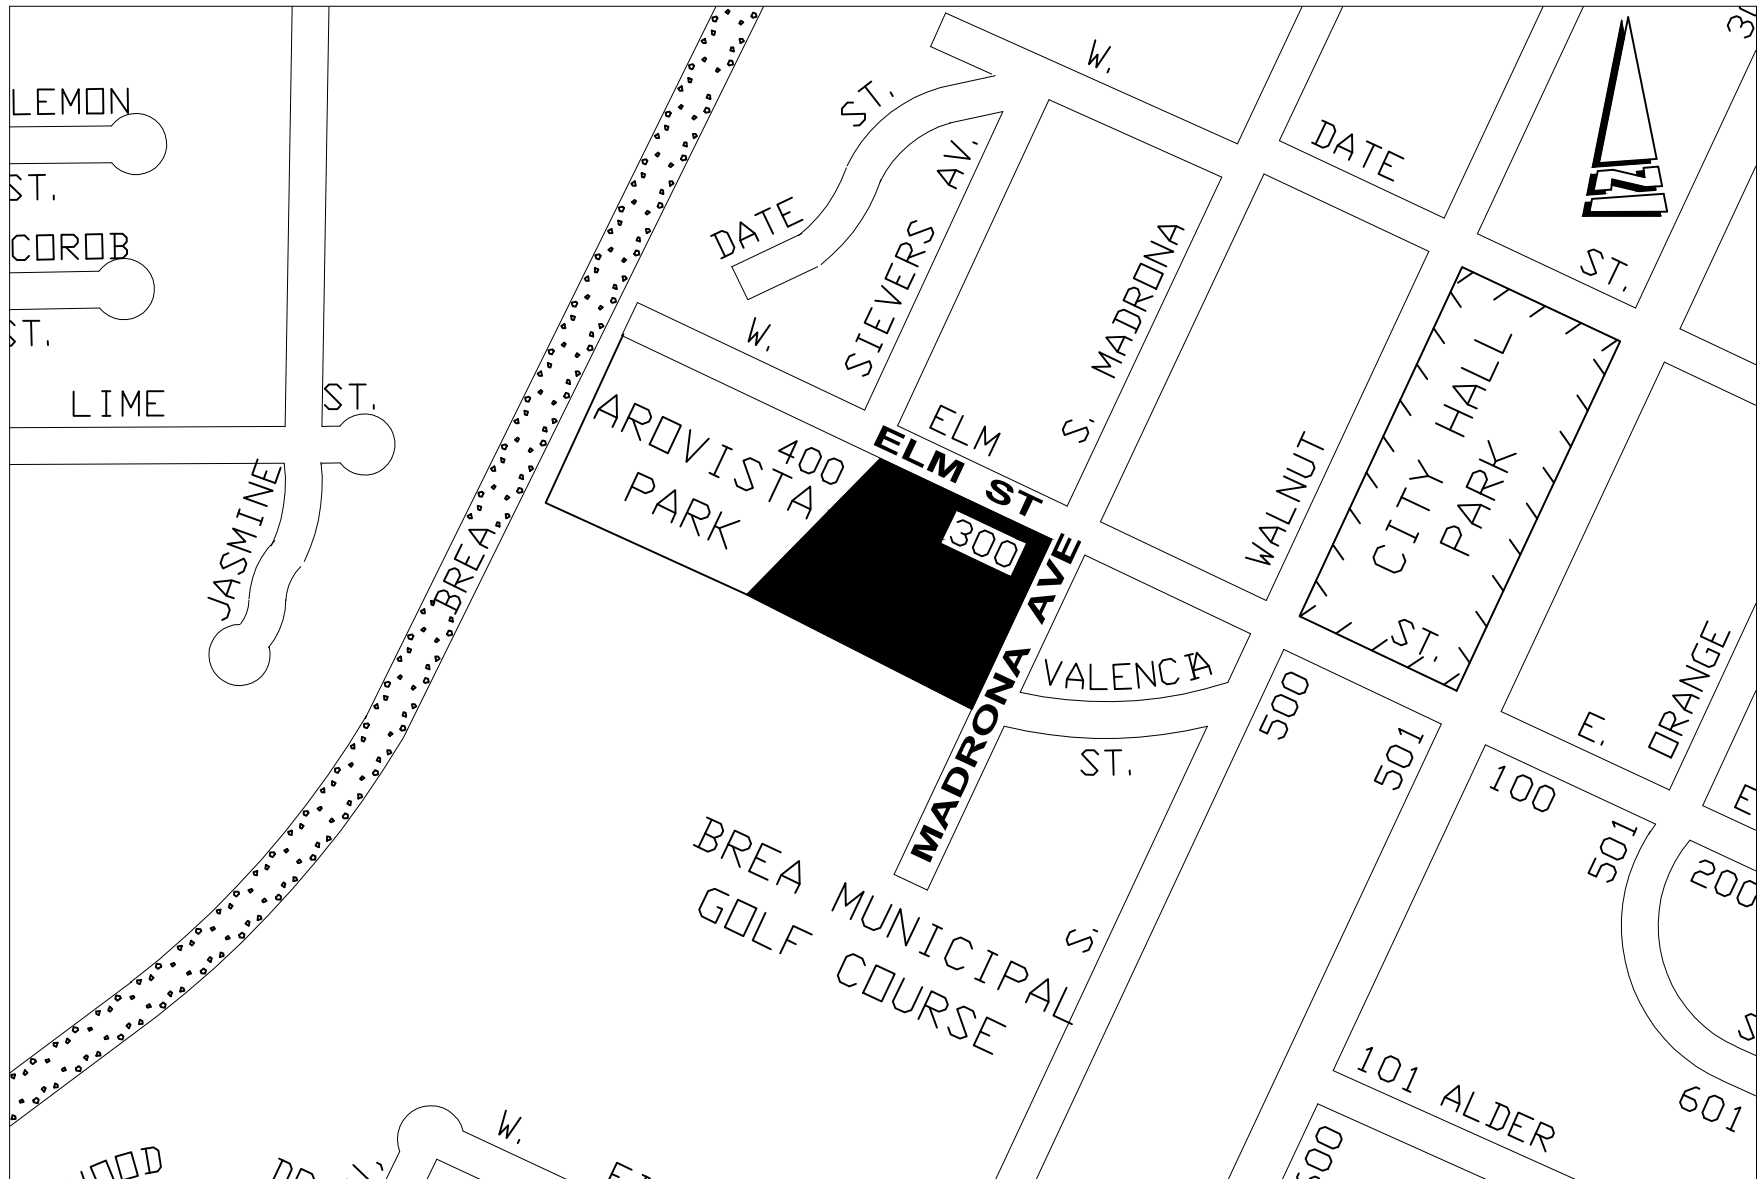 LEMON
ST.
COROB
ST.
LIME ST.
JASMINE
BREA
W. DATE ST.
DATE ST.
SIEVERS AV.
S. MADRONA
W. ELM
ELM ST
AROVISTA
PARK
400
300
MADRONA AVE
VALENCIA
ST.
WALNUT
CITY HALL
PARK
ST.
E.
ORANGE
E
500
501
100
501
200
S
601
BREA MUNICIPAL
GOLF COURSE
S.
101 ALDER
W.
N